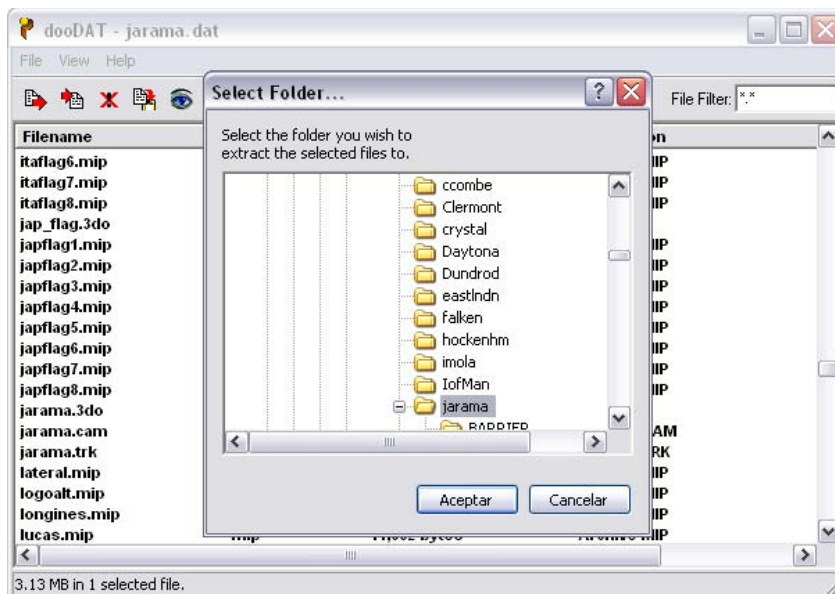 dooDAT - jarama.dat
File View Help
File Filter: *.*
Select Folder...
Select the folder you wish to
extract the selected files to.
Filename
itaflag6.mip
itaflag7.mip
itaflag8.mip
jap_flag.3do
japflag1.mip
japflag2.mip
japflag3.mip
japflag4.mip
japflag5.mip
japflag6.mip
japflag7.mip
japflag8.mip
jarama.3do
jarama.cam
jarama.trk
lateral.mip
logoalt.mip
longines.mip
lucas.mip
ccombe
Clermont
crystal
Daytona
Dundrod
eastlndn
falken
hockenhm
imola
IofMan
jarama
BARRIER
Aceptar Cancelar
3.13 MB in 1 selected file.